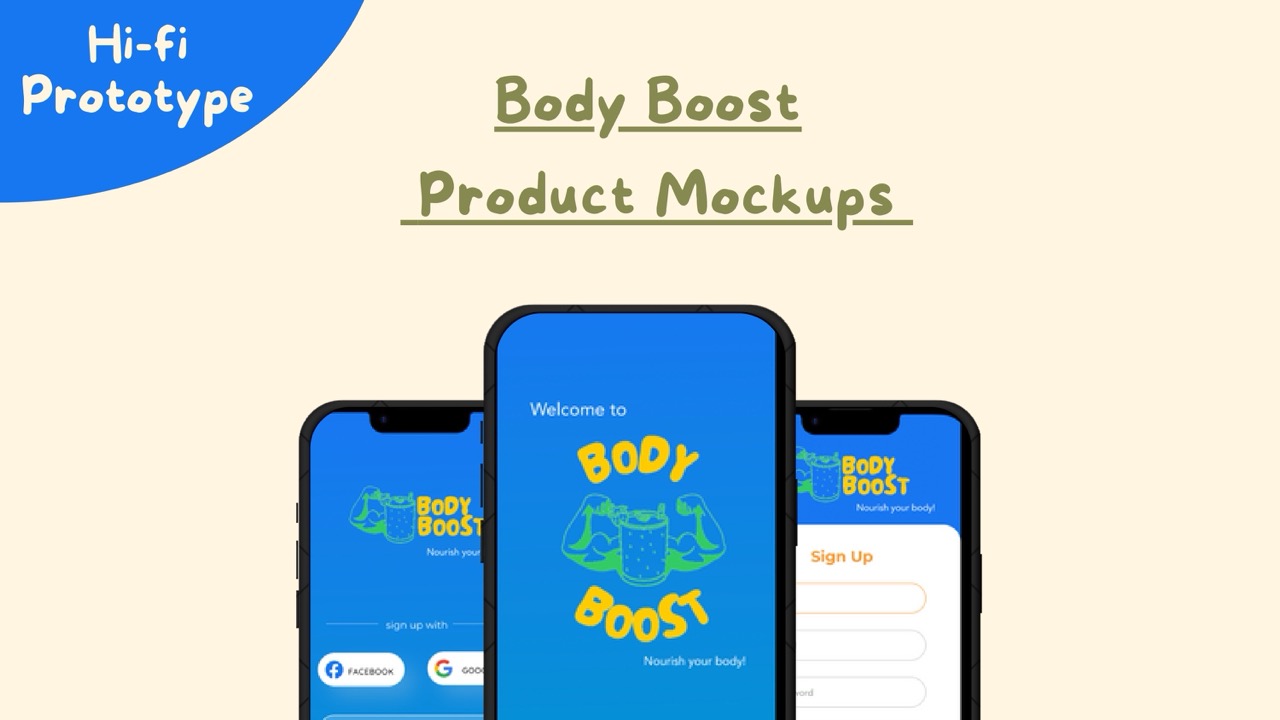 Hi-fi
Prototype
Body Boost
Product Mockups
BODY
BOOST
Nourish your
sign up with
FACEBOOK
Welcome to
BODY
BOOST
Nourish your body!
BODY
BOOST
Nourish your body!
Sign Up